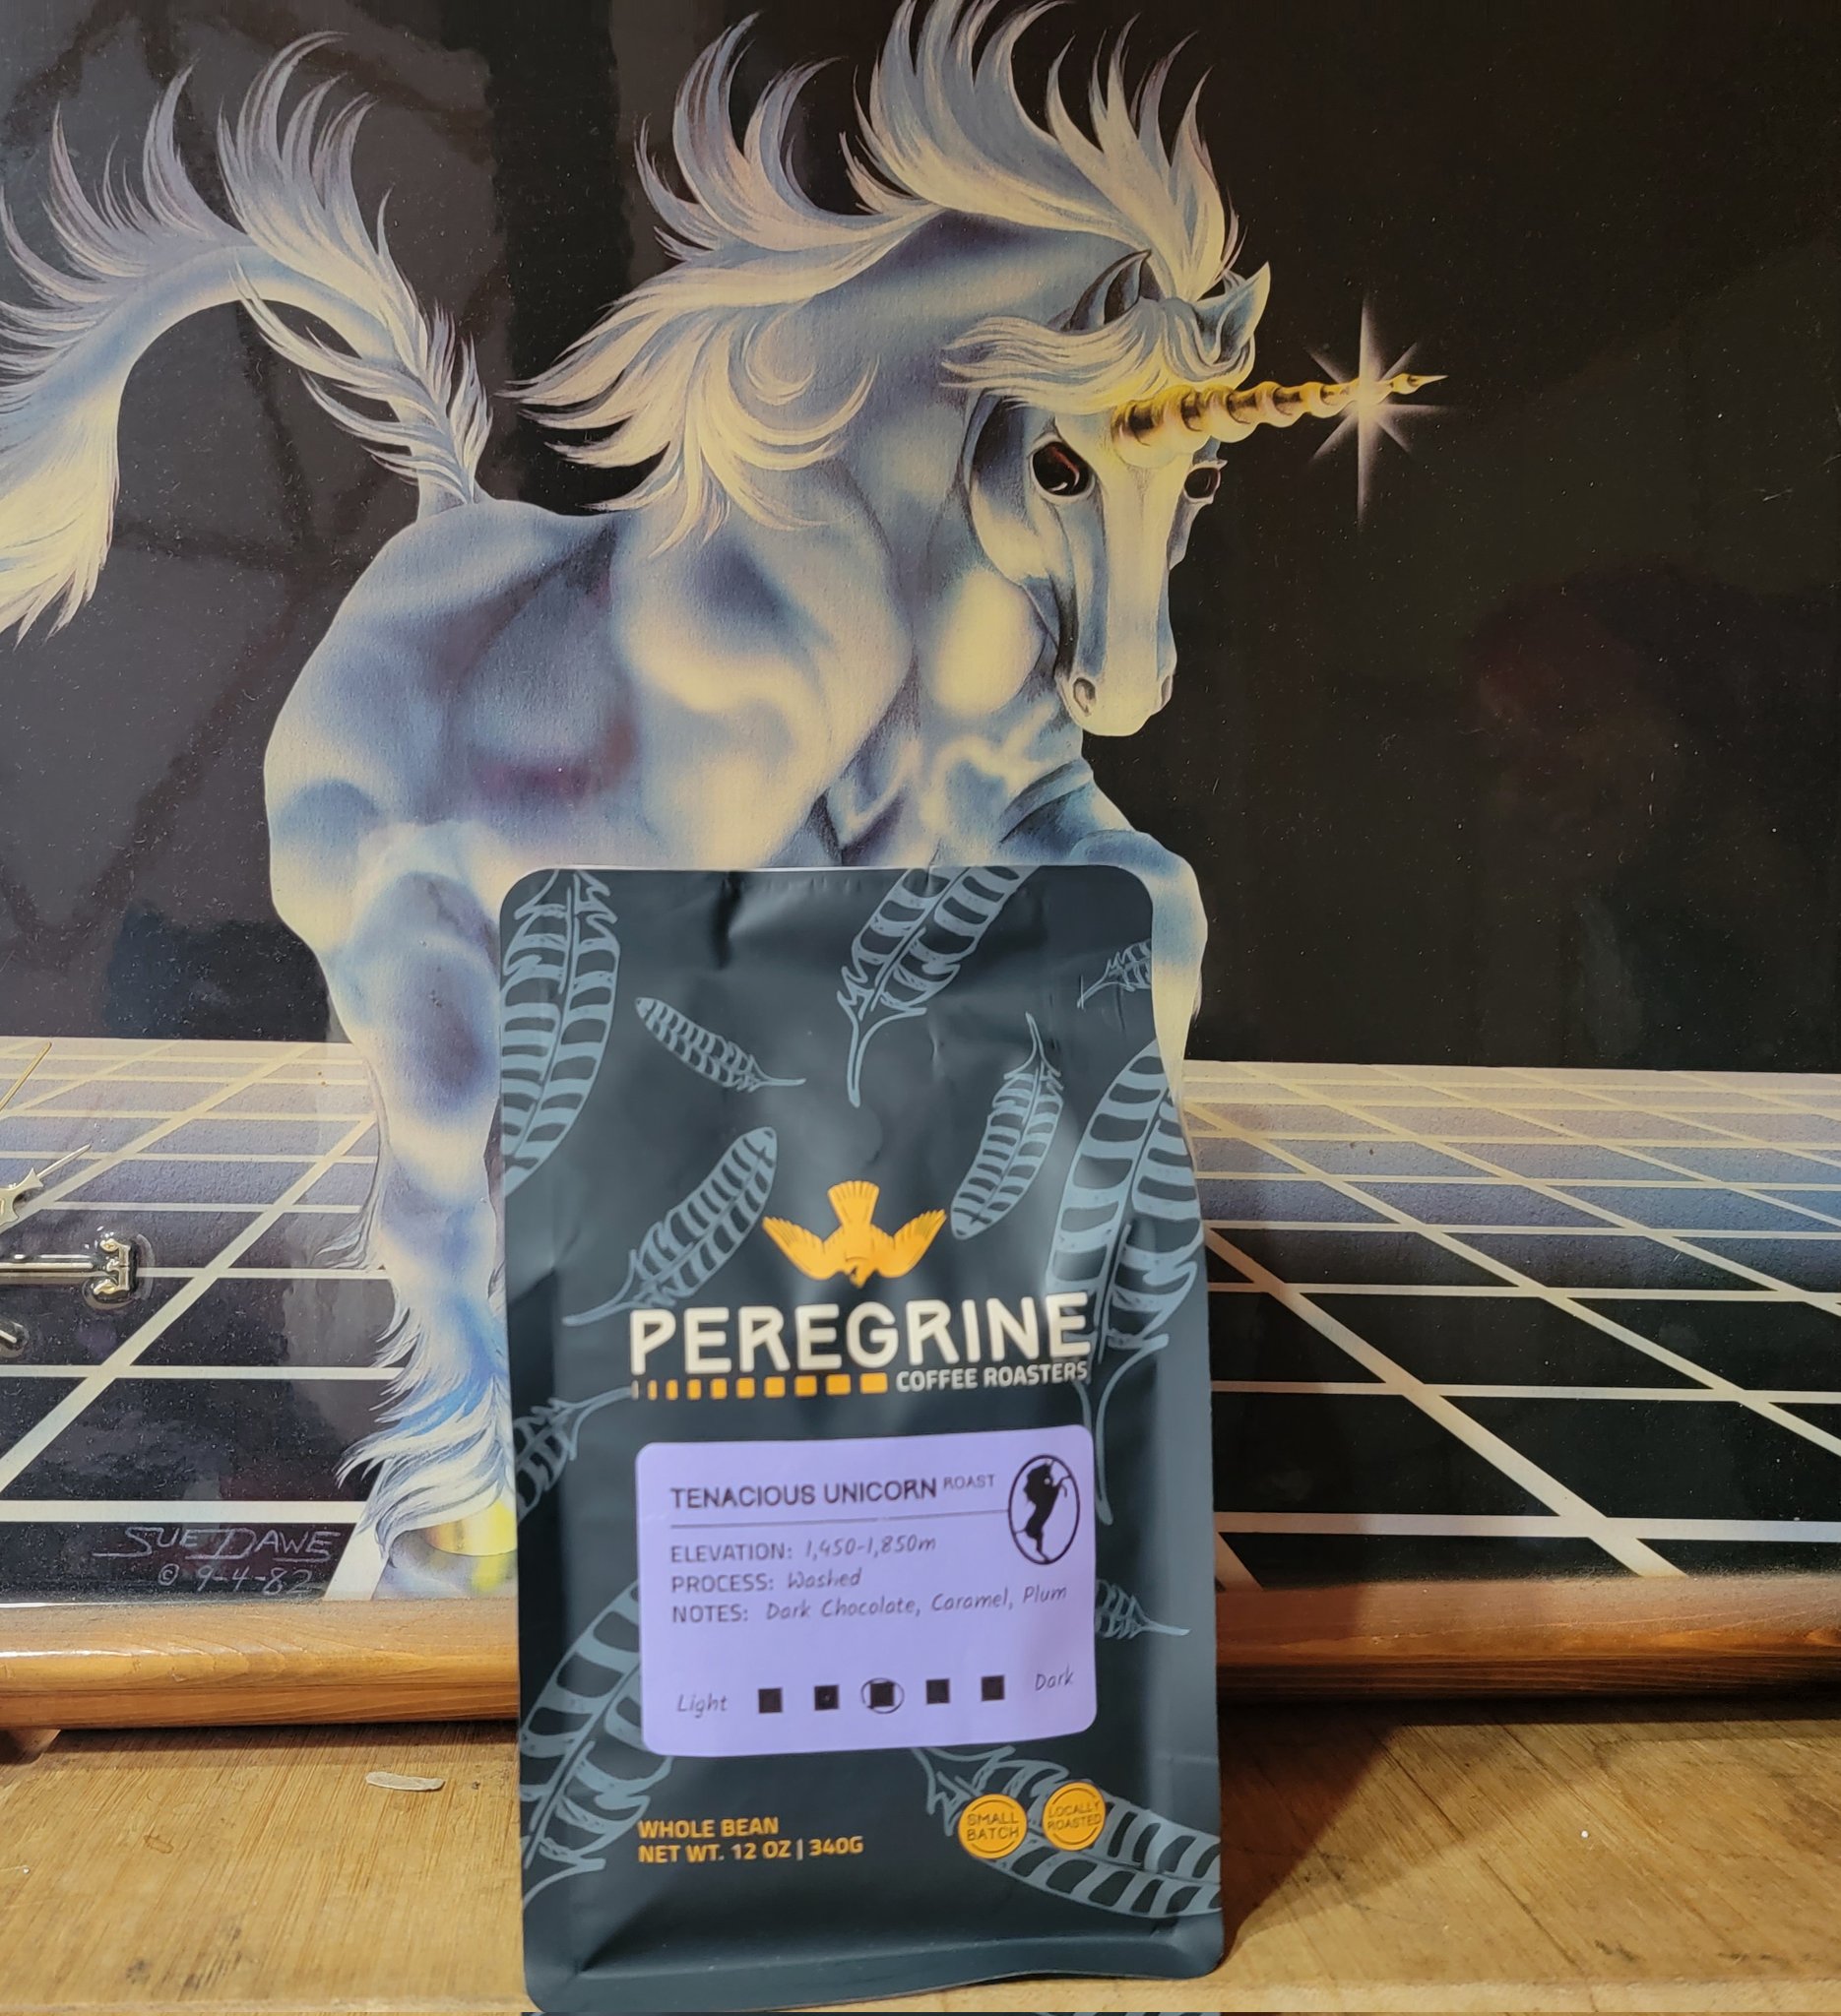 SUE DAWE
© 9-4-82
PEREGRINE
COFFEE ROASTERS
TENACIOUS UNICORN ROAST
ELEVATION: 1,450-1,850m
PROCESS: Washed
NOTES: Dark Chocolate, Caramel, Plum
Light Dark
WHOLE BEAN
NET WT. 12 OZ | 340G
SMALL
BATCH
LOCALLY
ROASTED